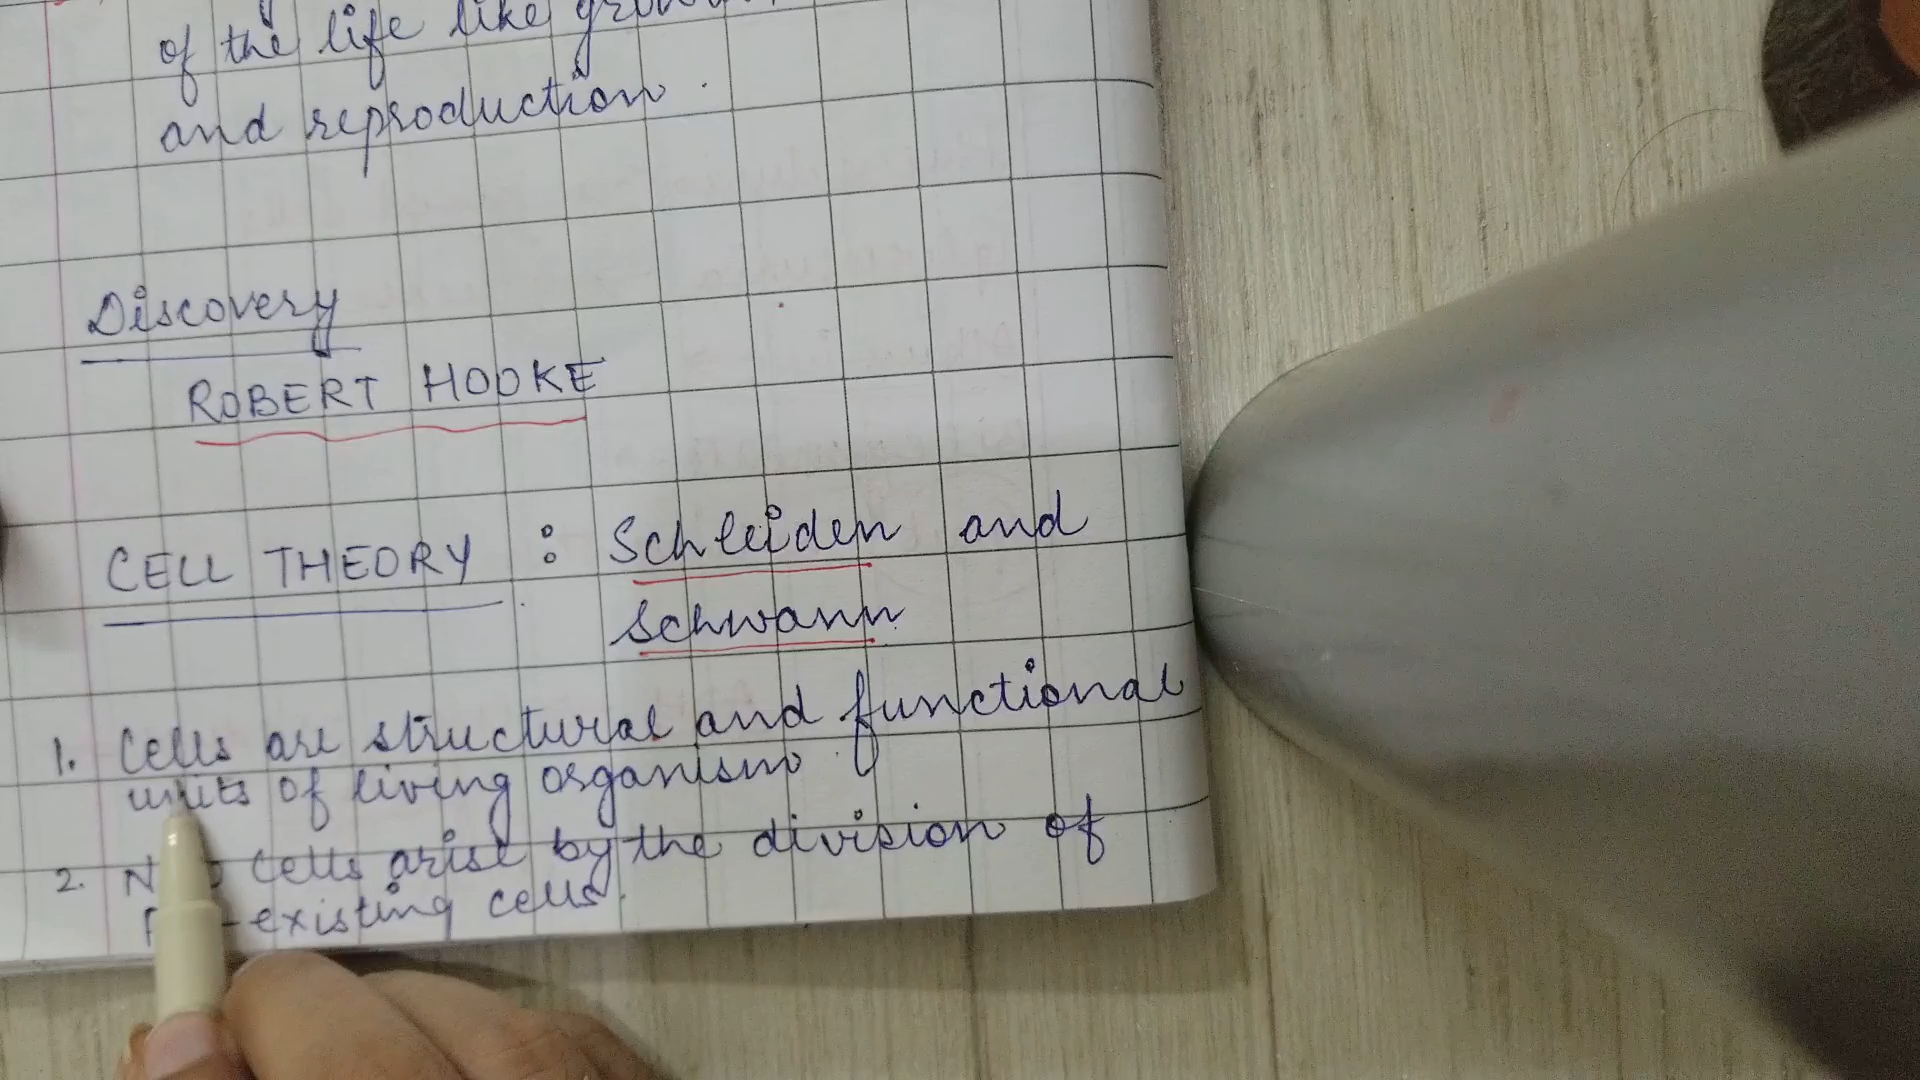 of the life like
and reproduction.
Discovery
ROBERT HOOKE
CELL THEORY : Schleiden and
Schwann
1. Cells are structural and functional
units of living organism
2. cells arise by the division of
-existing cells.